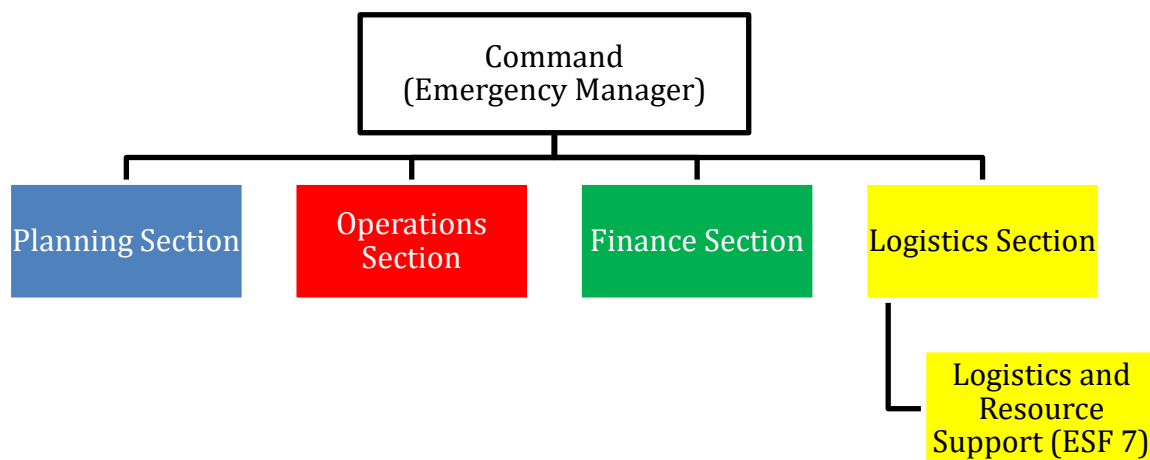 Command
(Emergency Manager)
Planning Section
Operations
Section
Finance Section
Logistics Section
Logistics and
Resource
Support (ESF 7)